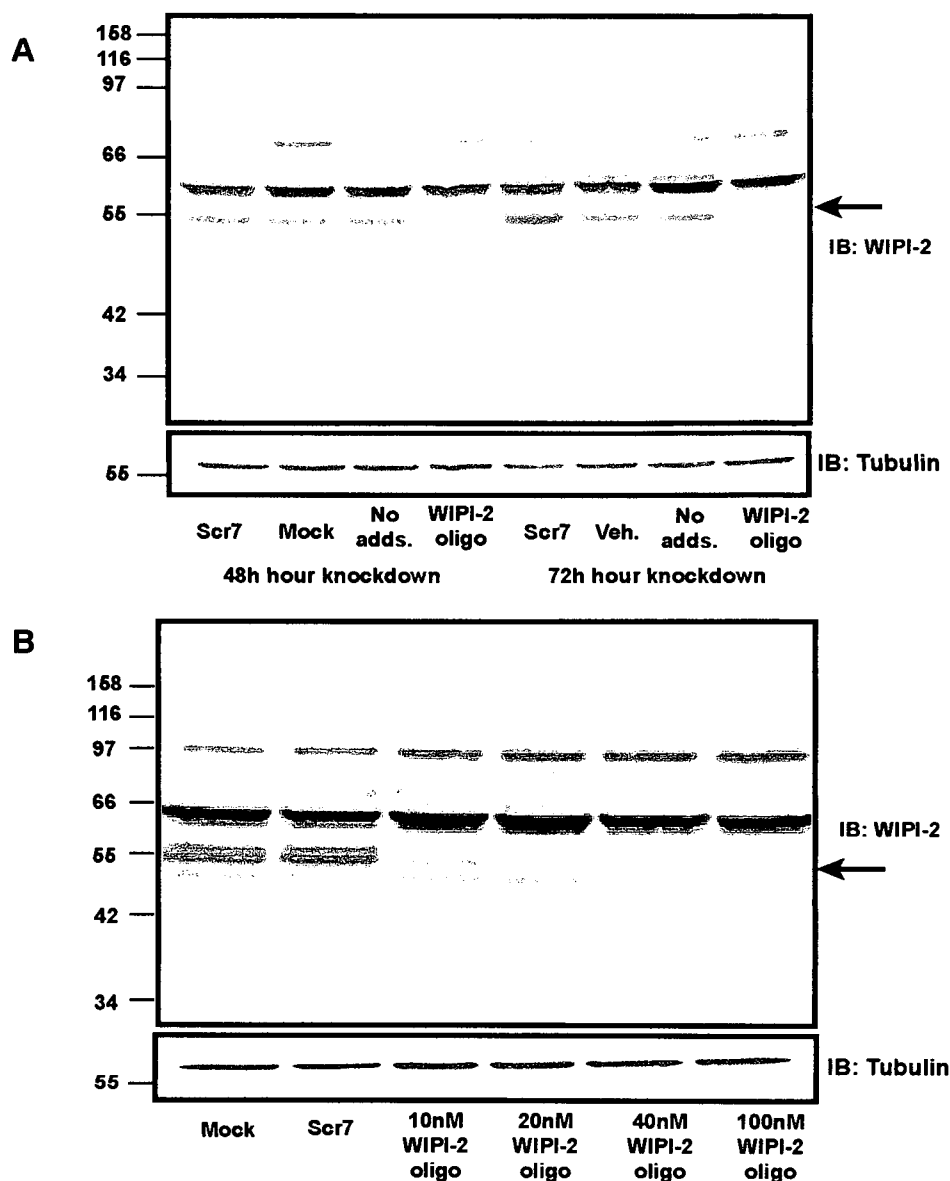 A
158
116
97
66
55
42
34
IB: WIPI-2
55
IB: Tubulin
Scr7 Mock No adds. WIPI-2 oligo Scr7 Veh. No adds. WIPI-2 oligo
48h hour knockdown 72h hour knockdown
B
158
116
97
66
55
42
34
IB: WIPI-2
55
IB: Tubulin
Mock Scr7 10nM WIPI-2 oligo 20nM WIPI-2 oligo 40nM WIPI-2 oligo 100nM WIPI-2 oligo